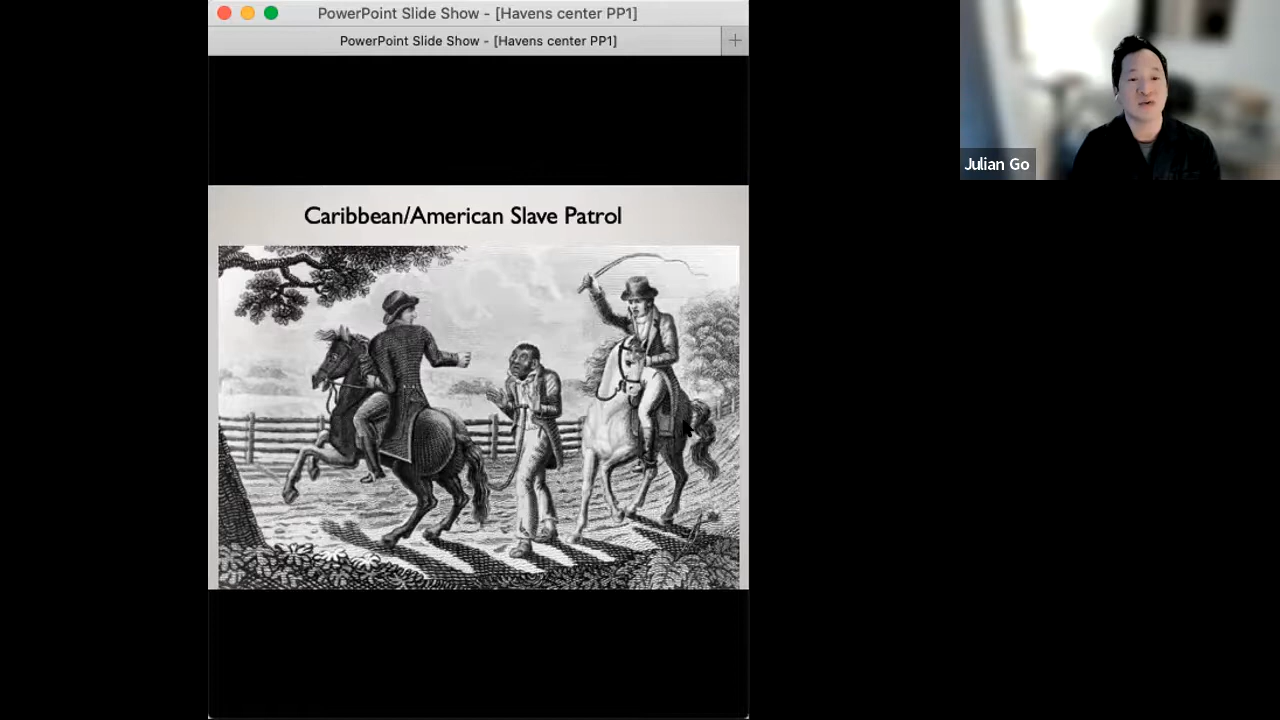 PowerPoint Slide Show - [Havens center PP1]
PowerPoint Slide Show - [Havens center PP1]
Caribbean/American Slave Patrol
Julian Go